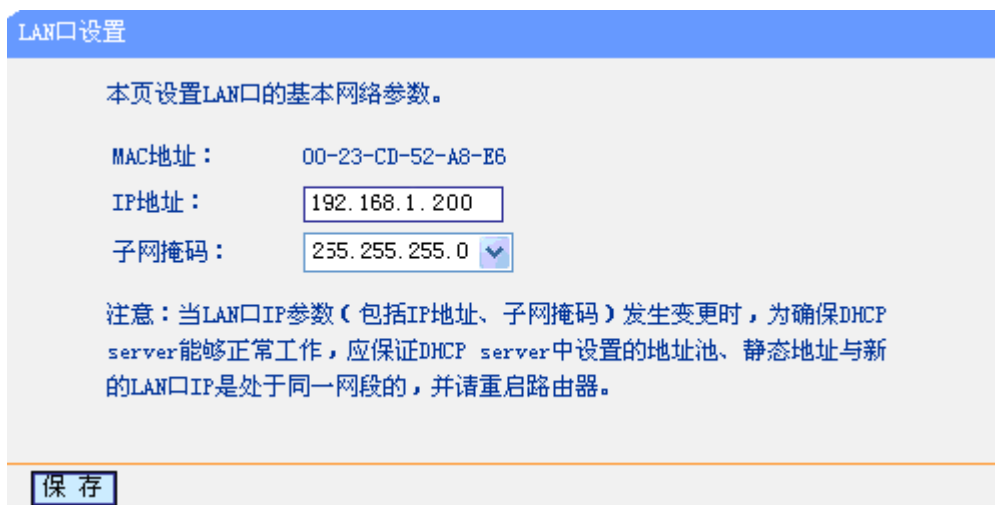 LAN口设置
本页设置LAN口的基本网络参数。
MAC地址： 00-23-CD-52-A8-E6
IP地址： 192.168.1.200
子网掩码： 255.255.255.0
注意：当LAN口IP参数（包括IP地址、子网掩码）发生变更时，为确保DHCP
server能够正常工作，应保证DHCP server中设置的地址池、静态地址与新
的LAN口IP是处于同一网段的，并请重启路由器。
保 存